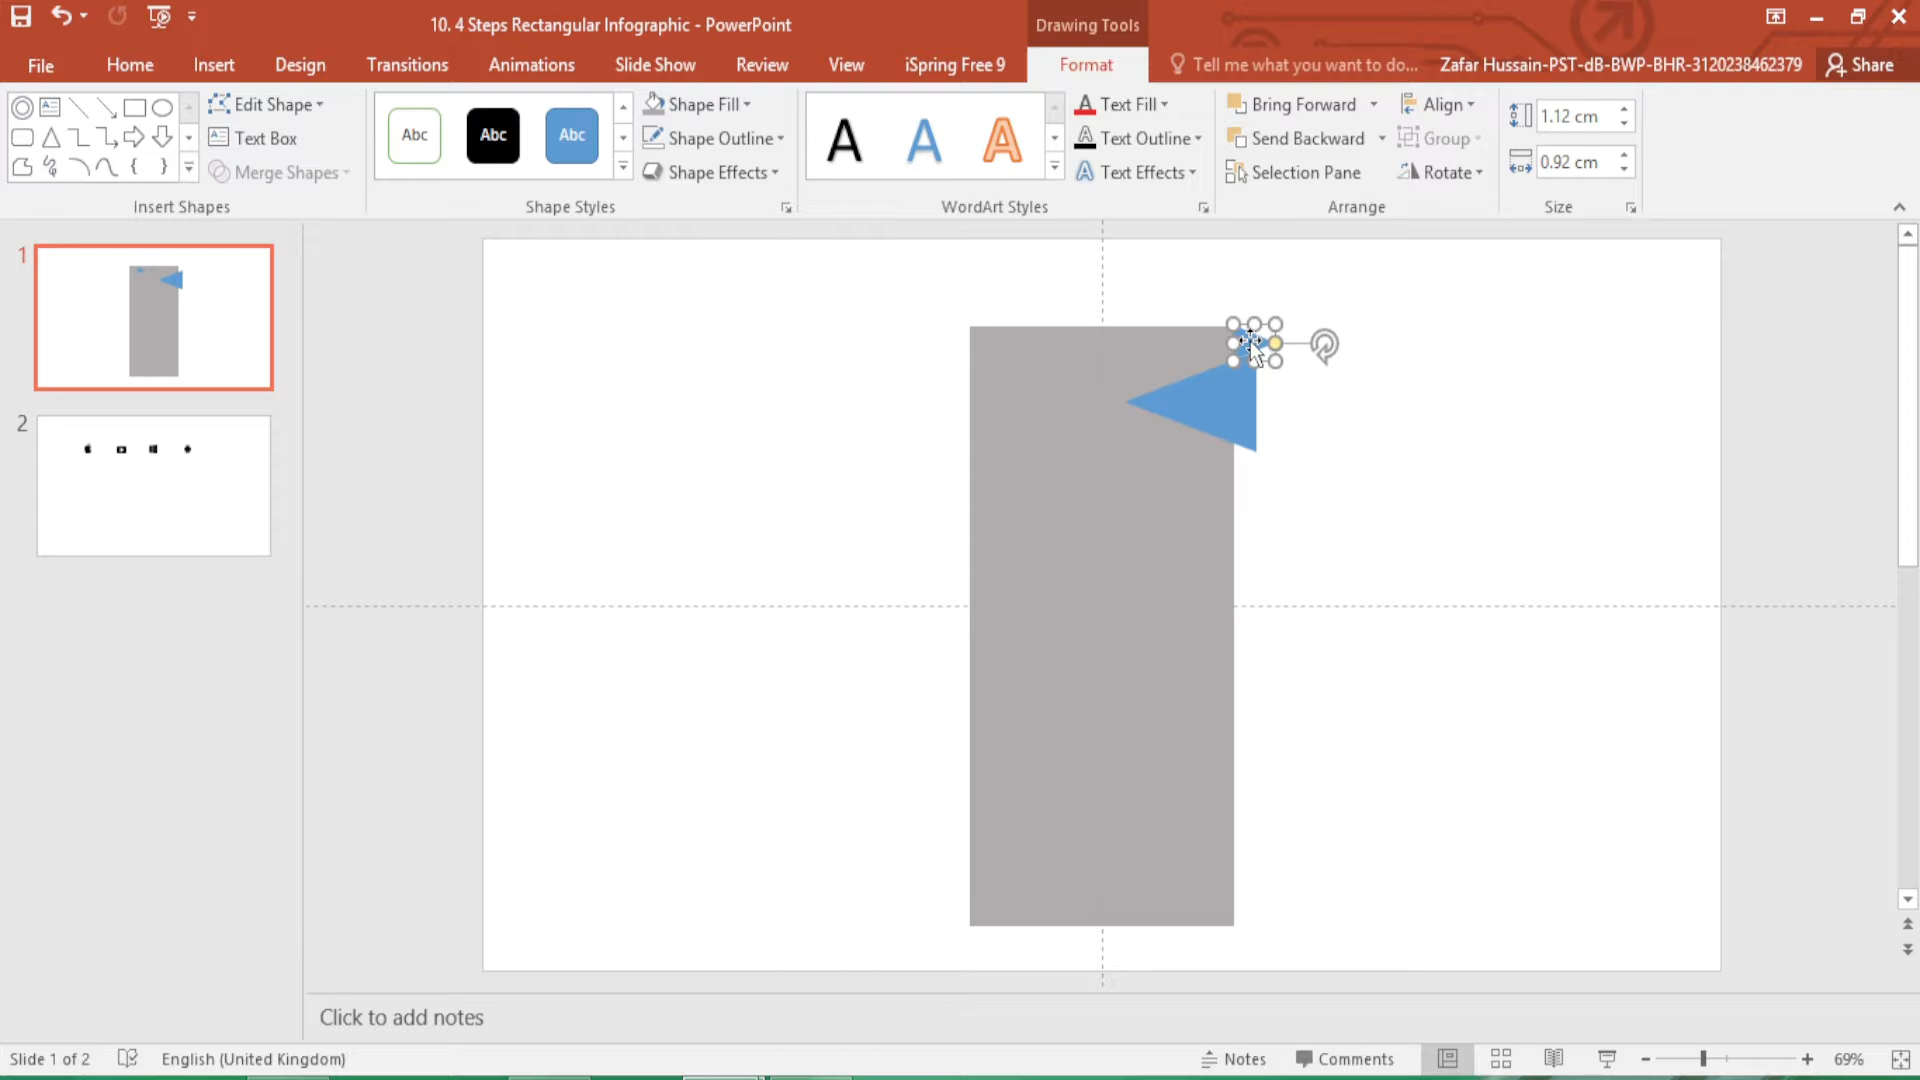 10. 4 Steps Rectangular Infographic - PowerPoint
Drawing Tools
File Home Insert Design Transitions Animations Slide Show Review View iSpring Free 9 Format Tell me what you want to do... Zafar Hussain-PST-dB-BWP-BHR-3120238462379 Share
Edit Shape
Text Box
Merge Shapes
Insert Shapes
Abc Abc Abc
Shape Fill
Shape Outline
Shape Effects
Shape Styles
A A A
Text Fill
Text Outline
Text Effects
WordArt Styles
Bring Forward
Send Backward
Selection Pane
Align
Group
Rotate
Arrange
1.12 cm
0.92 cm
Size
1
2
Click to add notes
Slide 1 of 2 English (United Kingdom) Notes Comments 69%